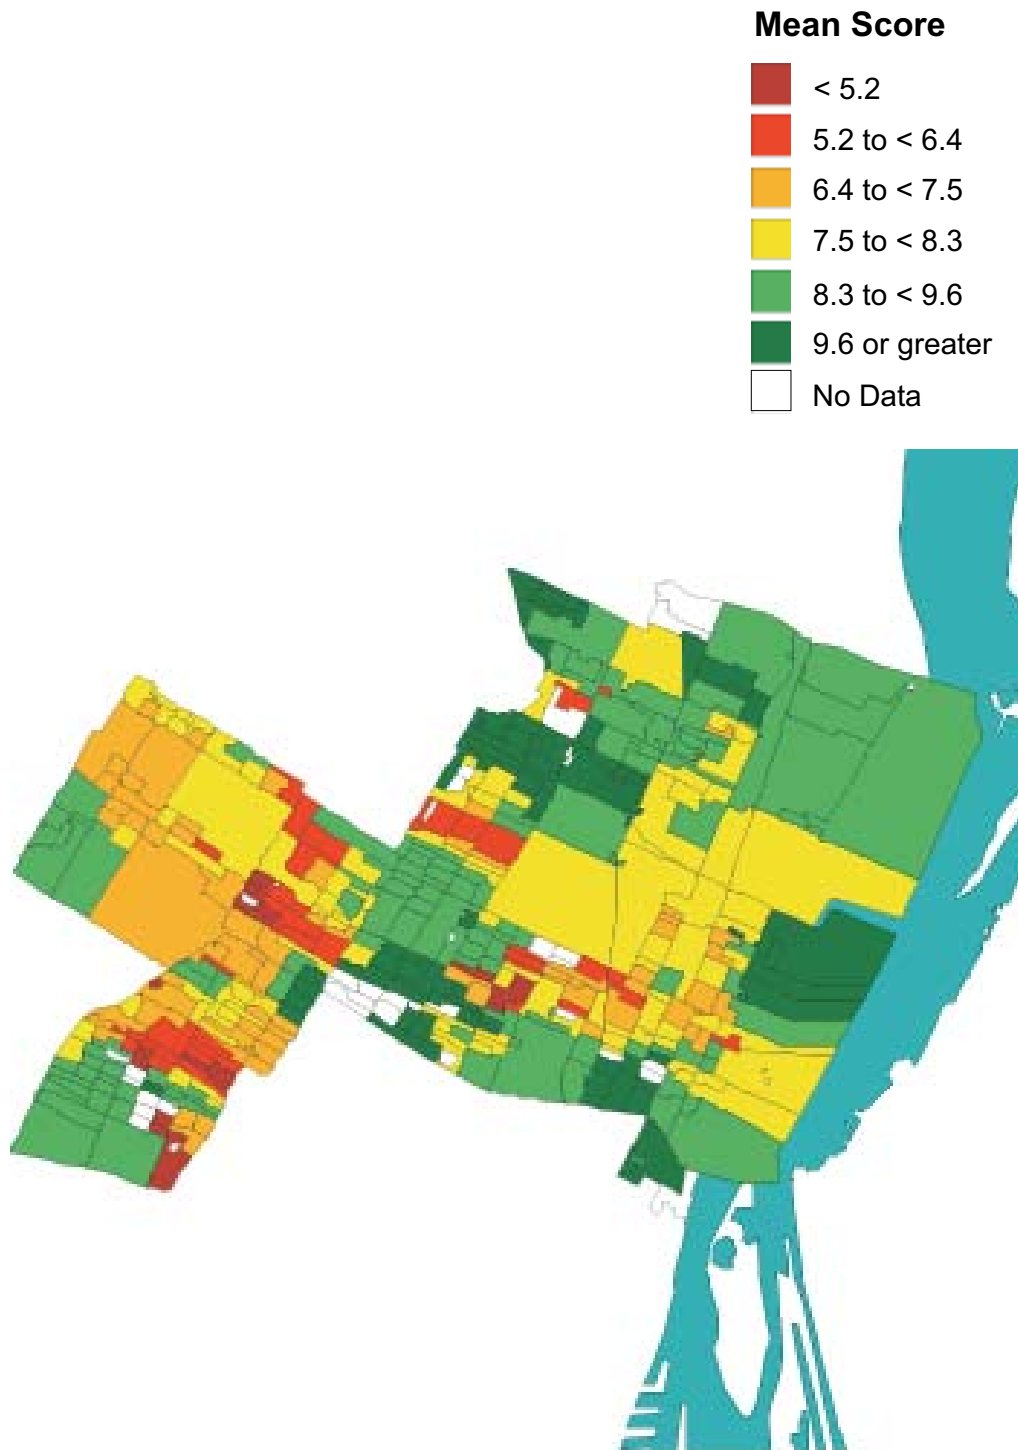 Mean Score
< 5.2
5.2 to < 6.4
6.4 to < 7.5
7.5 to < 8.3
8.3 to < 9.6
9.6 or greater
No Data